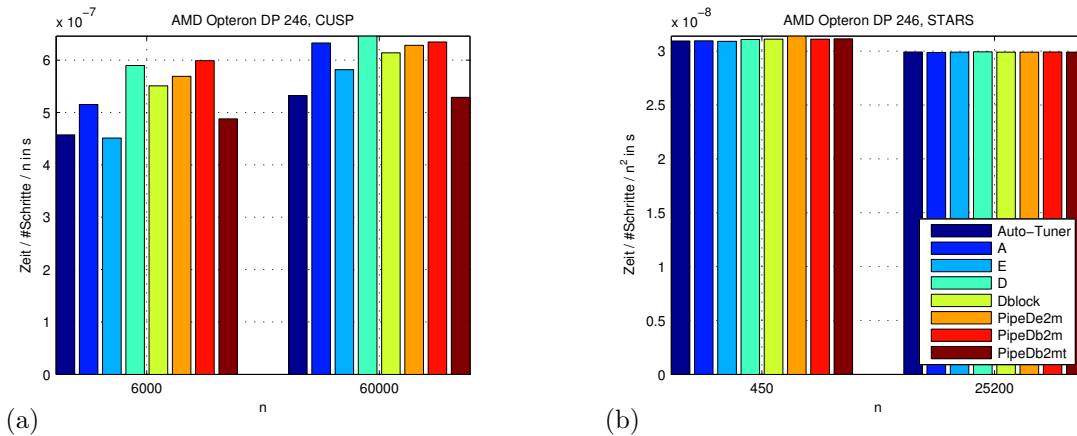 AMD Opteron DP 246, CUSP
x 10⁻⁷
6
5
4
3
2
1
0
Zeit / #Schritte / n in s
6000
60000
n
(a)
AMD Opteron DP 246, STARS
x 10⁻⁸
3
2.5
2
1.5
1
0.5
0
Zeit / #Schritte / n² in s
450
25200
n
Auto−Tuner
A
E
D
Dblock
PipeDe2m
PipeDb2m
PipeDb2mt
(b)